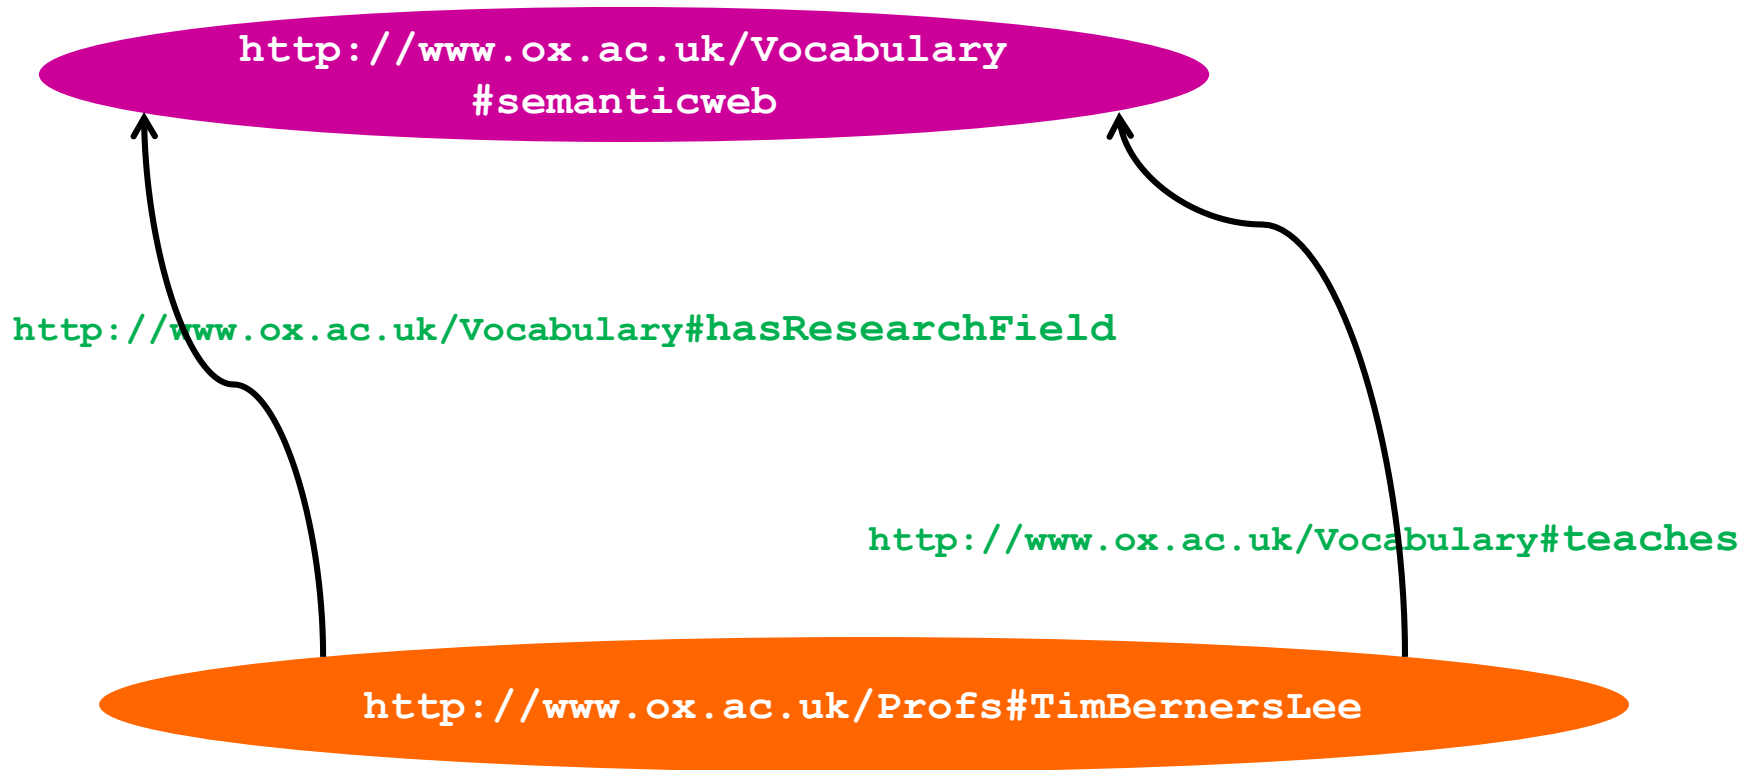 http://www.ox.ac.uk/Vocabulary
#semanticweb
http://www.ox.ac.uk/Vocabulary#hasResearchField
http://www.ox.ac.uk/Vocabulary#teaches
http://www.ox.ac.uk/Profs#TimBernersLee